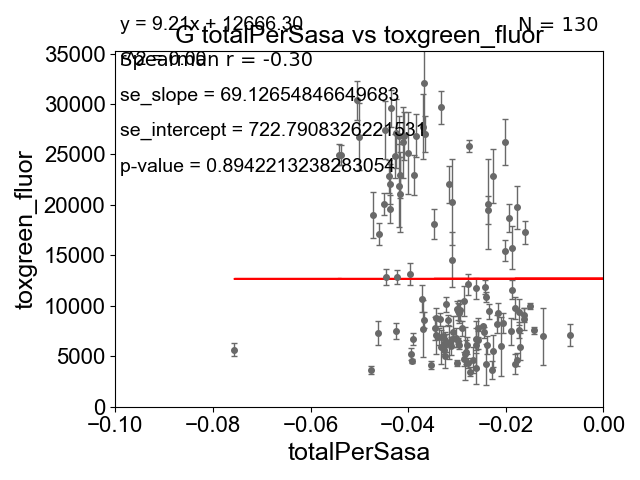 y = 9.21x + 12666.30
N = 130
G totalPerSasa vs toxgreen_fluor
r^2 = 0.00
Spearman r = -0.30
se_slope = 69.12654846649683
se_intercept = 722.7908326221531
p-value = 0.8942213238283054
35000
30000
25000
20000
15000
10000
5000
0
toxgreen_fluor
−0.10
−0.08
−0.06
−0.04
−0.02
0.00
totalPerSasa